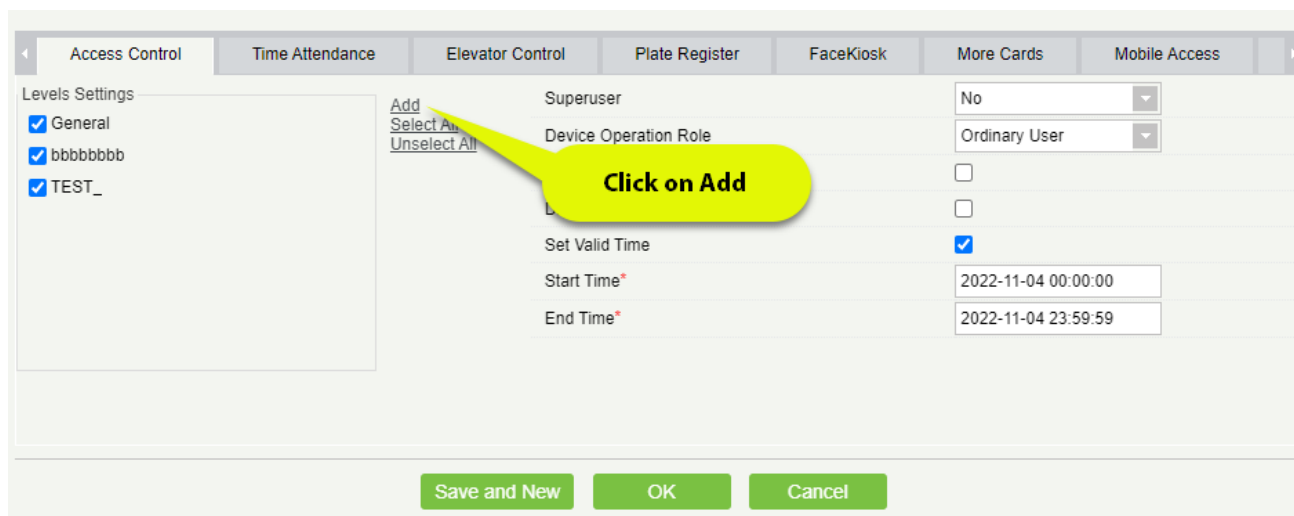 Access Control Time Attendance Elevator Control Plate Register FaceKiosk More Cards Mobile Access
Levels Settings
General
bbbbbbbb
TEST_
Add
Select All
Unselect All
Superuser No
Device Operation Role Ordinary User
Click on Add
Set Valid Time
Start Time* 2022-11-04 00:00:00
End Time* 2022-11-04 23:59:59
Save and New OK Cancel